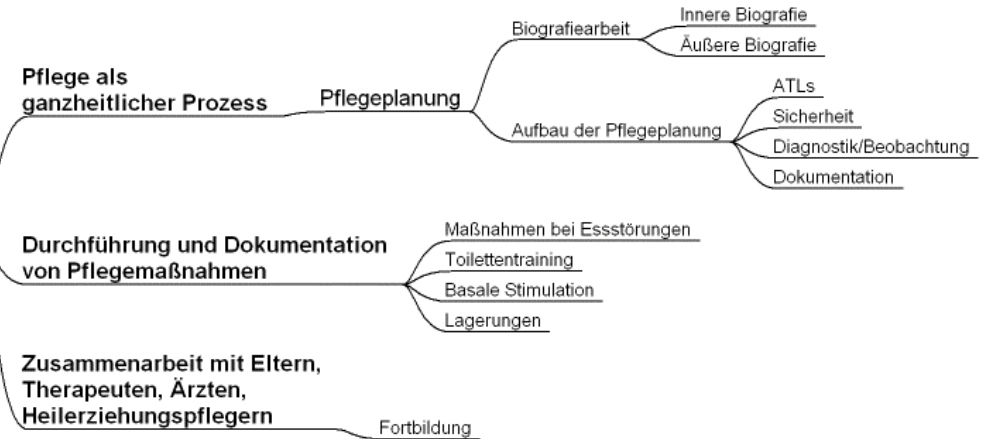 Pflege als
ganzheitlicher Prozess
Pflegeplanung
Biografiearbeit
Innere Biografie
Äußere Biografie
Aufbau der Pflegeplanung
ATLs
Sicherheit
Diagnostik/Beobachtung
Dokumentation
Durchführung und Dokumentation
von Pflegemaßnahmen
Maßnahmen bei Essstörungen
Toilettentraining
Basale Stimulation
Lagerungen
Zusammenarbeit mit Eltern,
Therapeuten, Ärzten,
Heilerziehungspflegern
Fortbildung